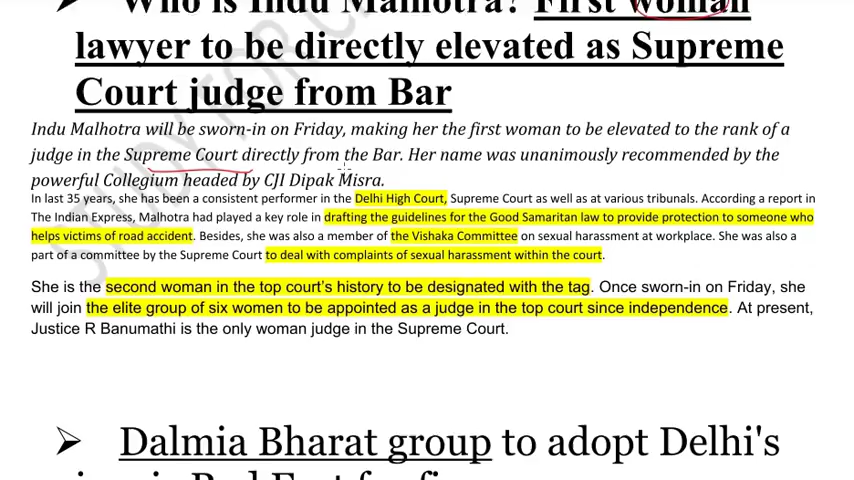 Who is Indu Malhotra? First woman
lawyer to be directly elevated as Supreme
Court judge from Bar
Indu Malhotra will be sworn-in on Friday, making her the first woman to be elevated to the rank of a
judge in the Supreme Court directly from the Bar. Her name was unanimously recommended by the
powerful Collegium headed by CJI Dipak Misra.
In last 35 years, she has been a consistent performer in the Delhi High Court, Supreme Court as well as at various tribunals. According a report in
The Indian Express, Malhotra had played a key role in drafting the guidelines for the Good Samaritan law to provide protection to someone who
helps victims of road accident. Besides, she was also a member of the Vishaka Committee on sexual harassment at workplace. She was also a
part of a committee by the Supreme Court to deal with complaints of sexual harassment within the court.
She is the second woman in the top court's history to be designated with the tag. Once sworn-in on Friday, she
will join the elite group of six women to be appointed as a judge in the top court since independence. At present,
Justice R Banumathi is the only woman judge in the Supreme Court.
Dalmia Bharat group to adopt Delhi's